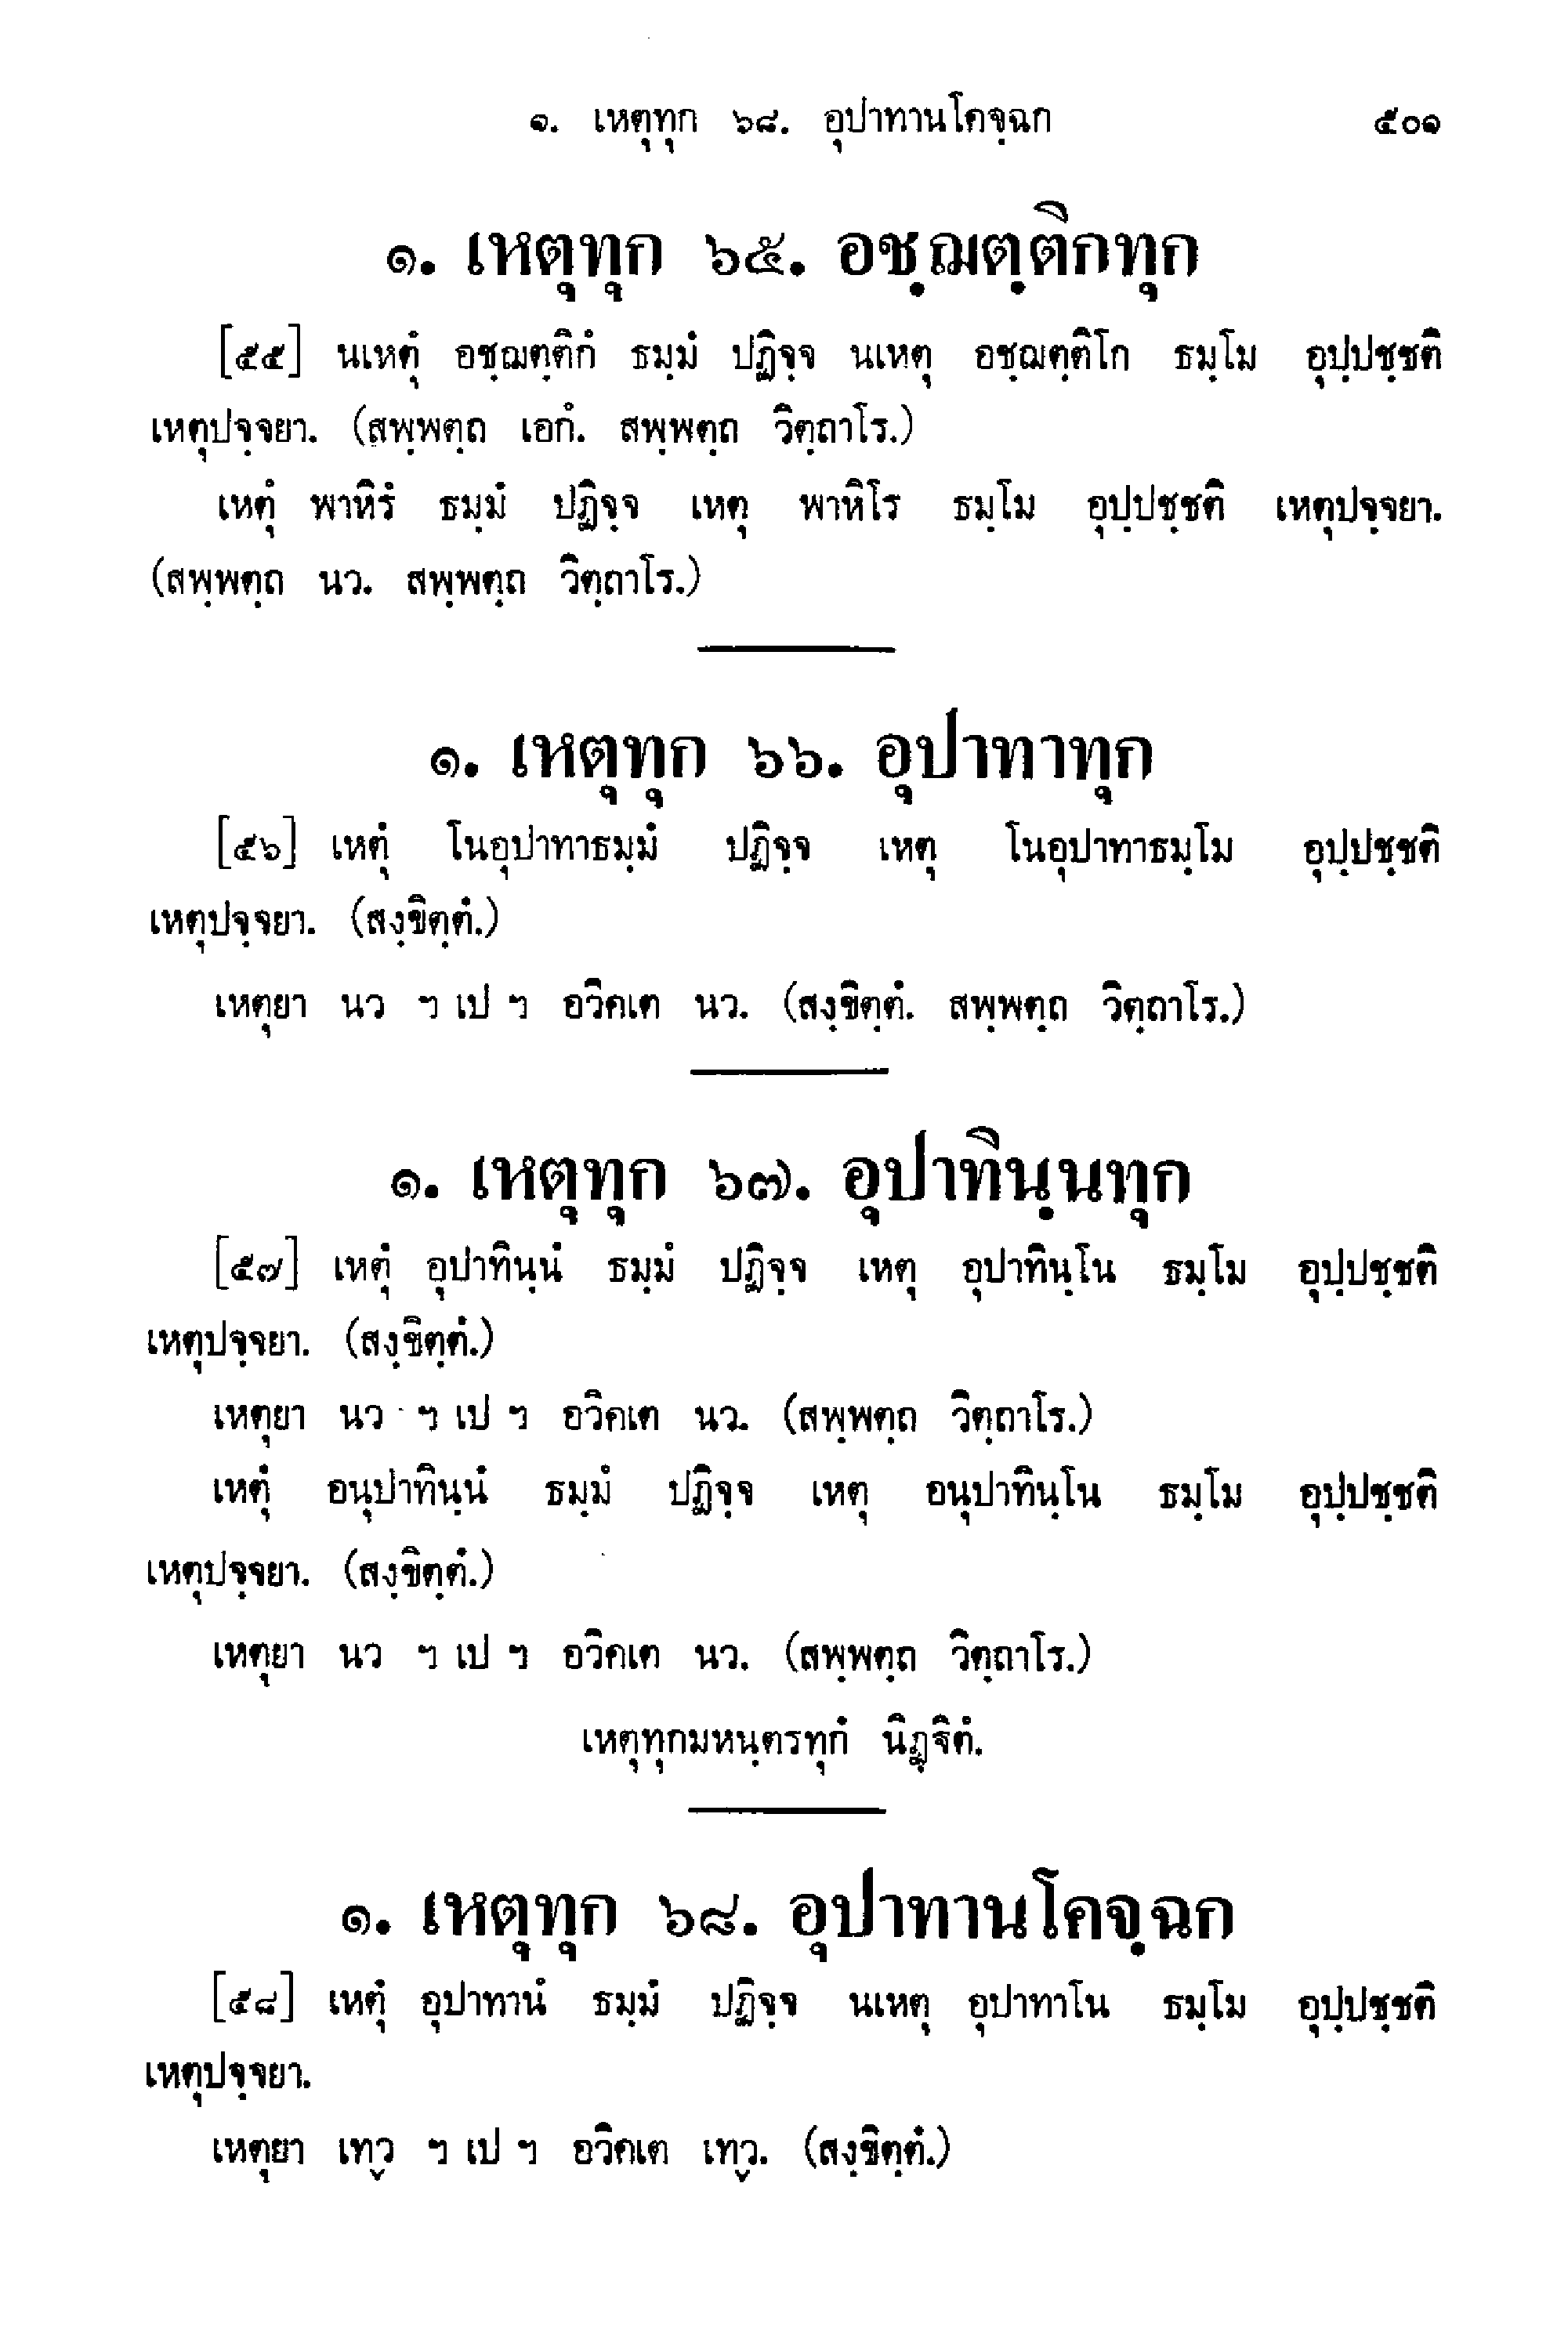 ๑. เหตุทุก ๖๘. อุปาทานโคจฺฉก ๕๐๑
๑. เหตุทุก ๖๕. อชฺฌตฺติกทุก
[๕๕] นเหตุํ อชฺฌตฺติกํ ธมฺมํ ปฏิจฺจ นเหตุ อชฺฌตฺติโก ธมฺโม อุปฺปชฺชติ
เหตุปจฺจยา. (สพฺพตฺถ เอกํ. สพฺพตฺถ วิตฺถาโร.)
เหตุํ พาหิรํ ธมฺมํ ปฏิจฺจ เหตุ พาหิโร ธมฺโม อุปฺปชฺชติ เหตุปจฺจยา.
(สพฺพตฺถ นว. สพฺพตฺถ วิตฺถาโร.)
๑. เหตุทุก ๖๖. อุปาทาทุก
[๕๖] เหตุํ โนอุปาทาธมฺมํ ปฏิจฺจ เหตุ โนอุปาทาธมฺโม อุปฺปชฺชติ
เหตุปจฺจยา. (สงฺขิตฺตํ.)
เหตุยา นว ฯ เป ฯ อวิคเต นว. (สงฺขิตฺตํ. สพฺพตฺถ วิตฺถาโร.)
๑. เหตุทุก ๖๗. อุปาทินฺนทุก
[๕๗] เหตุํ อุปาทินฺนํ ธมฺมํ ปฏิจฺจ เหตุ อุปาทินฺโน ธมฺโม อุปฺปชฺชติ
เหตุปจฺจยา. (สงฺขิตฺตํ.)
เหตุยา นว ฯ เป ฯ อวิคเต นว. (สพฺพตฺถ วิตฺถาโร.)
เหตุํ อนุปาทินฺนํ ธมฺมํ ปฏิจฺจ เหตุ อนุปาทินฺโน ธมฺโม อุปฺปชฺชติ
เหตุปจฺจยา. (สงฺขิตฺตํ.)
เหตุยา นว ฯ เป ฯ อวิคเต นว. (สพฺพตฺถ วิตฺถาโร.)
เหตุทุกมหนฺตรทุกํ นิฏฺฐิตํ.
๑. เหตุทุก ๖๘. อุปาทานโคจฺฉก
[๕๘] เหตุํ อุปาทานํ ธมฺมํ ปฏิจฺจ นเหตุ อุปาทาโน ธมฺโม อุปฺปชฺชติ
เหตุปจฺจยา.
เหตุยา เทฺว ฯ เป ฯ อวิคเต เทฺว. (สงฺขิตฺตํ.)